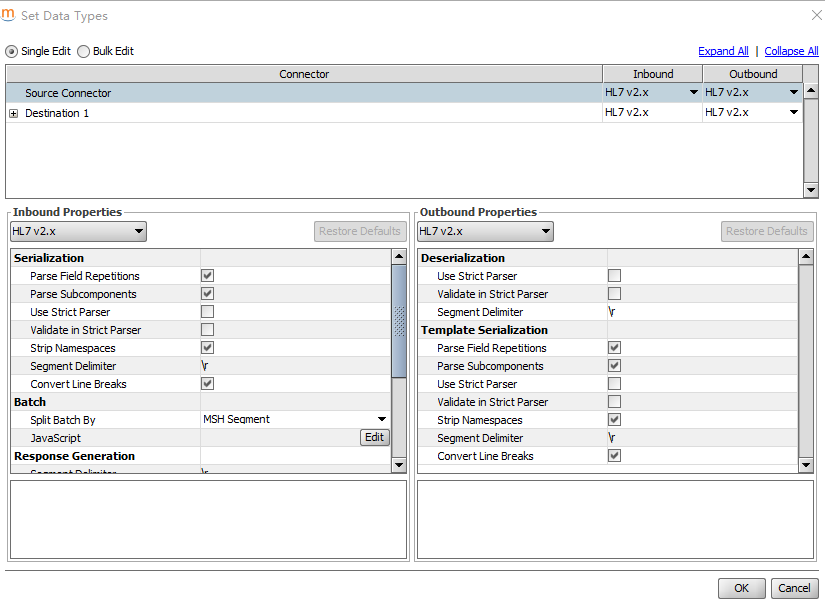 m Set Data Types
Single Edit Bulk Edit Expand All | Collapse All
Connector Inbound Outbound
Source Connector HL7 v2.x HL7 v2.x
Destination 1 HL7 v2.x HL7 v2.x
Inbound Properties
HL7 v2.x Restore Defaults
Serialization
Parse Field Repetitions
Parse Subcomponents
Use Strict Parser
Validate in Strict Parser
Strip Namespaces
Segment Delimiter \r
Convert Line Breaks
Batch
Split Batch By MSH Segment
JavaScript Edit
Response Generation
Segment Delimiter \r
Outbound Properties
HL7 v2.x Restore Defaults
Deserialization
Use Strict Parser
Validate in Strict Parser
Segment Delimiter \r
Template Serialization
Parse Field Repetitions
Parse Subcomponents
Use Strict Parser
Validate in Strict Parser
Strip Namespaces
Segment Delimiter \r
Convert Line Breaks
OK Cancel